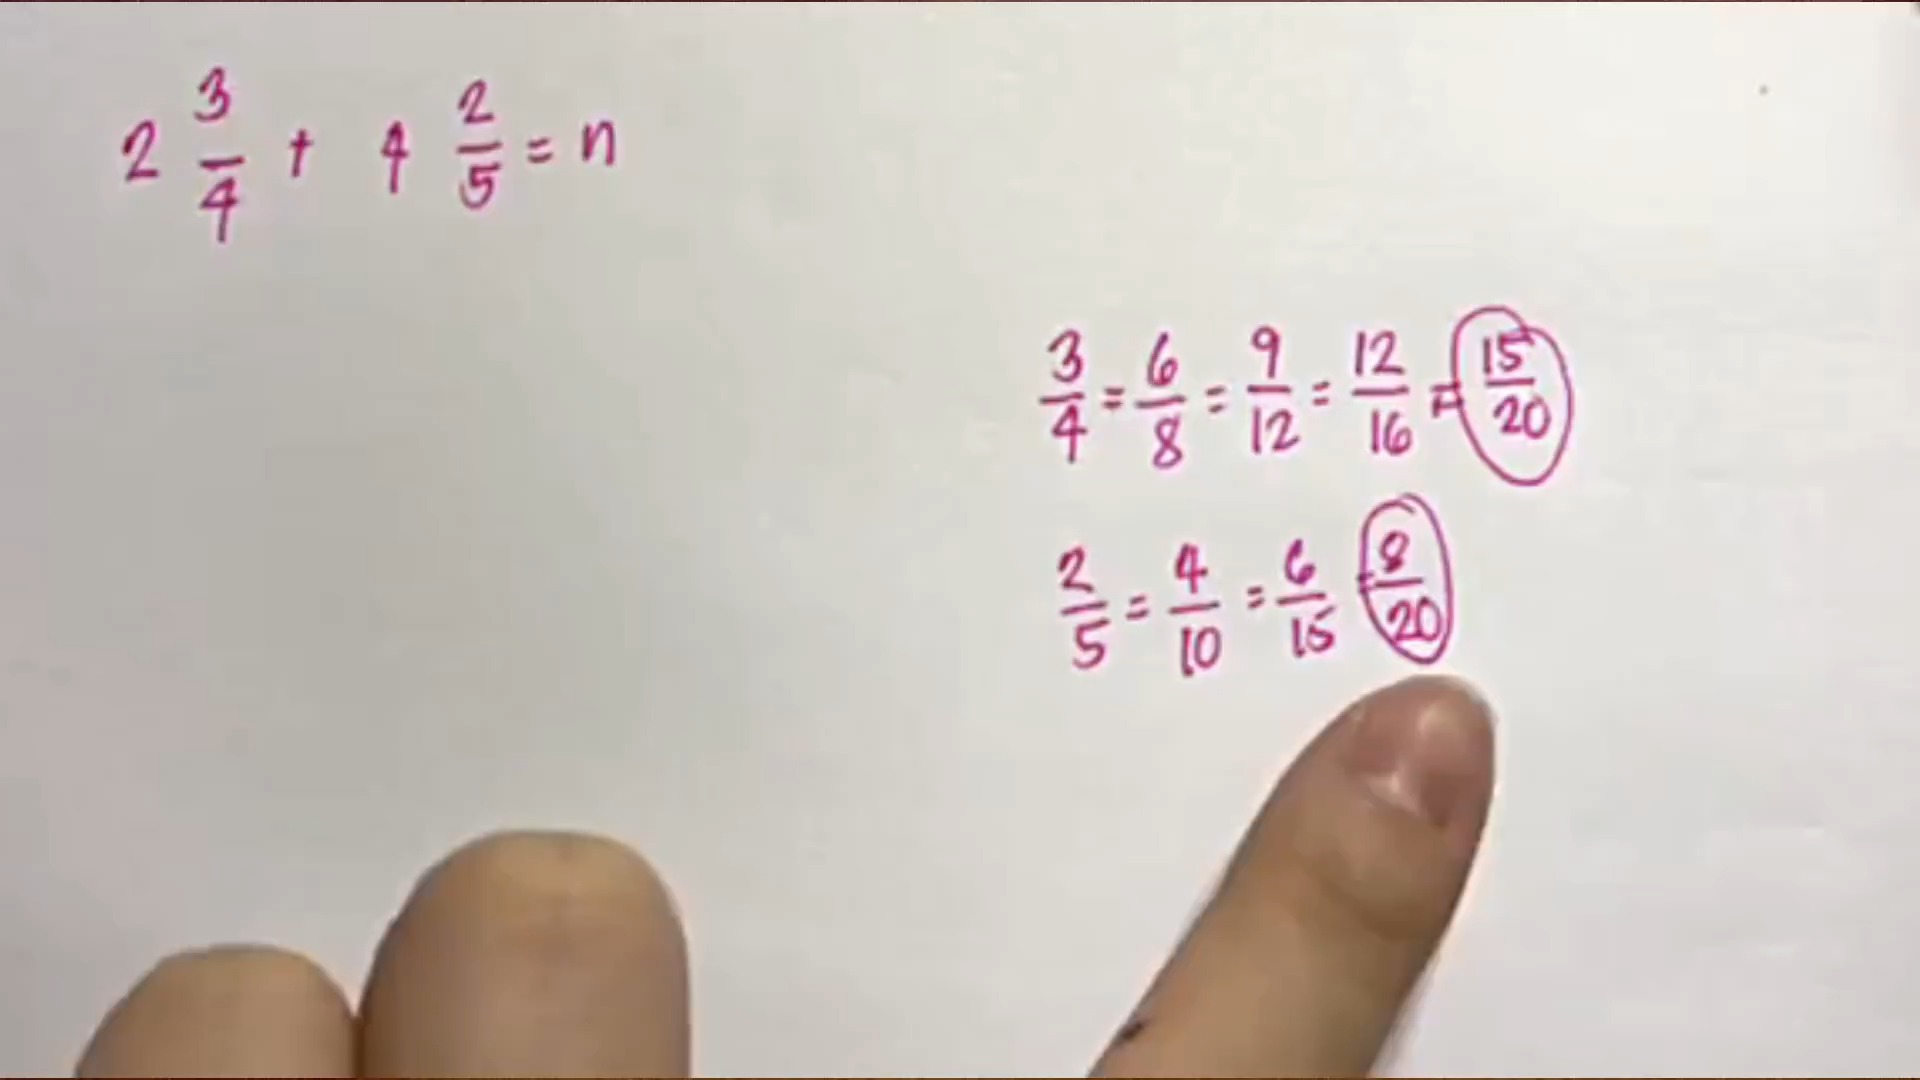 2 3/4 + 4 2/5 = n
3/4 = 6/8 = 9/12 = 12/16 = 15/20
2/5 = 4/10 = 6/15 = 8/20